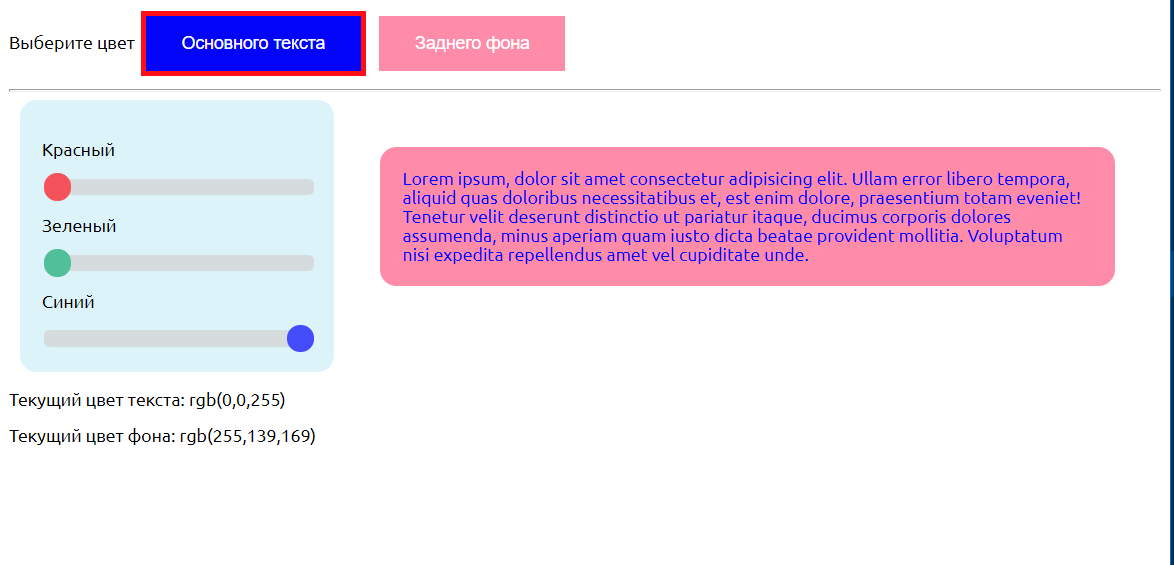 Выберите цвет Основного текста Заднего фона
Красный
Зеленый
Синий
Lorem ipsum, dolor sit amet consectetur adipisicing elit. Ullam error libero tempora,
aliquid quas doloribus necessitatibus et, est enim dolore, praesentium totam eveniet!
Tenetur velit deserunt distinctio ut pariatur itaque, ducimus corporis dolores
assumenda, minus aperiam quam iusto dicta beatae provident mollitia. Voluptatum
nisi expedita repellendus amet vel cupiditate unde.
Текущий цвет текста: rgb(0,0,255)
Текущий цвет фона: rgb(255,139,169)